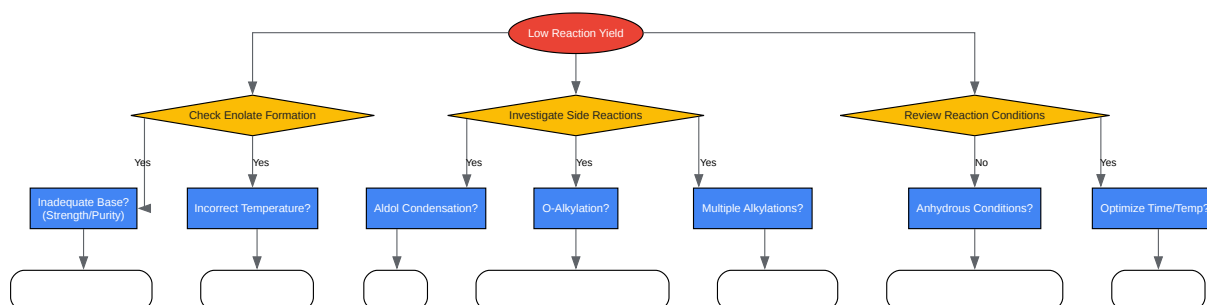 Low Reaction Yield
Check Enolate Formation
Investigate Side Reactions
Review Reaction Conditions
Yes
Yes
Yes
Yes
Yes
No
Yes
Inadequate Base?
(Strength/Purity)
Incorrect Temperature?
Aldol Condensation?
O-Alkylation?
Multiple Alkylations?
Anhydrous Conditions?
Optimize Time/Temp?